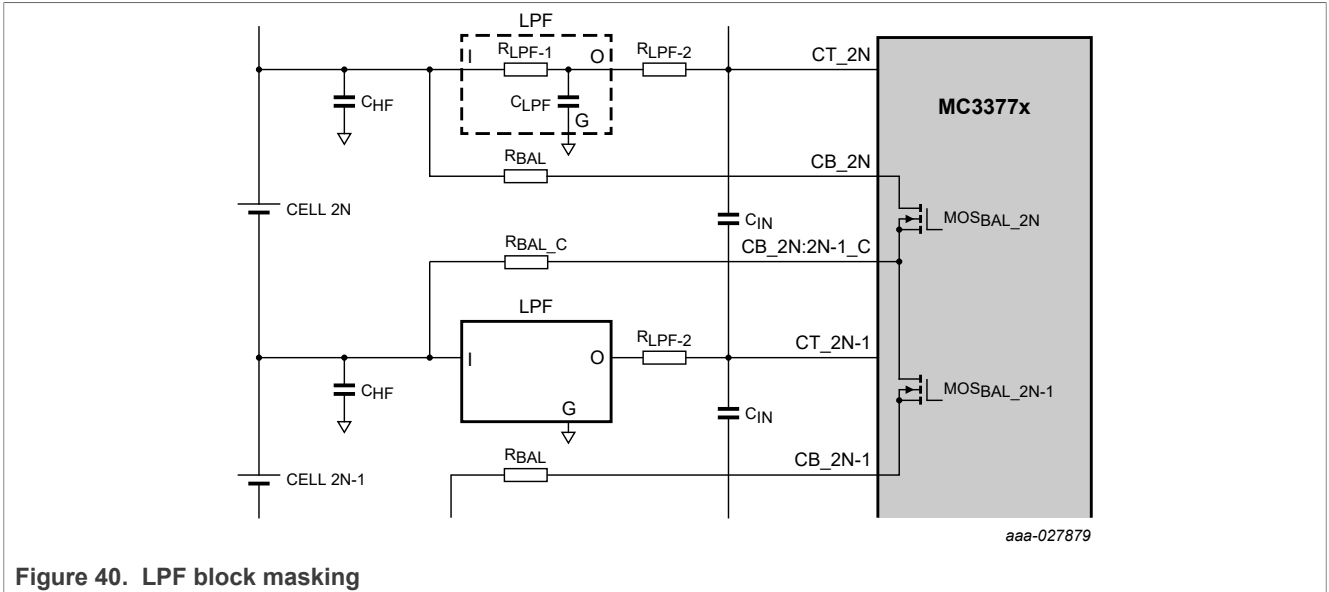 LPF
I
RLPF-1
O
RLPF-2
CT_2N
CHF
CLPF
G
MC3377x
RBAL
CB_2N
CELL 2N
CIN
MOSBAL_2N
RBAL_C
CB_2N:2N-1_C
LPF
I
O
RLPF-2
CT_2N-1
CHF
G
CIN
MOSBAL_2N-1
RBAL
CB_2N-1
CELL 2N-1
aaa-027879
Figure 40. LPF block masking